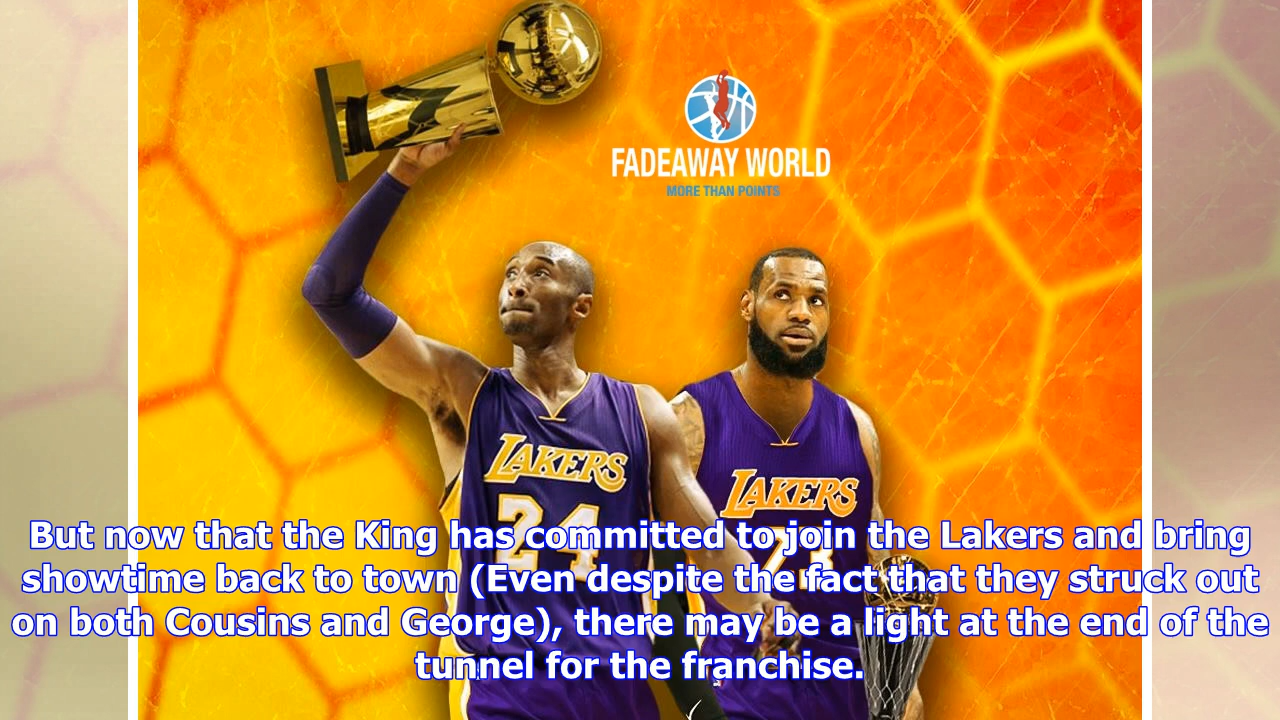 FADEAWAY WORLD
MORE THAN POINTS
LAKERS
24
LAKERS
23
But now that the King has committed to join the Lakers and bring
showtime back to town (Even despite the fact that they struck out
on both Cousins and George), there may be a light at the end of the
tunnel for the franchise.